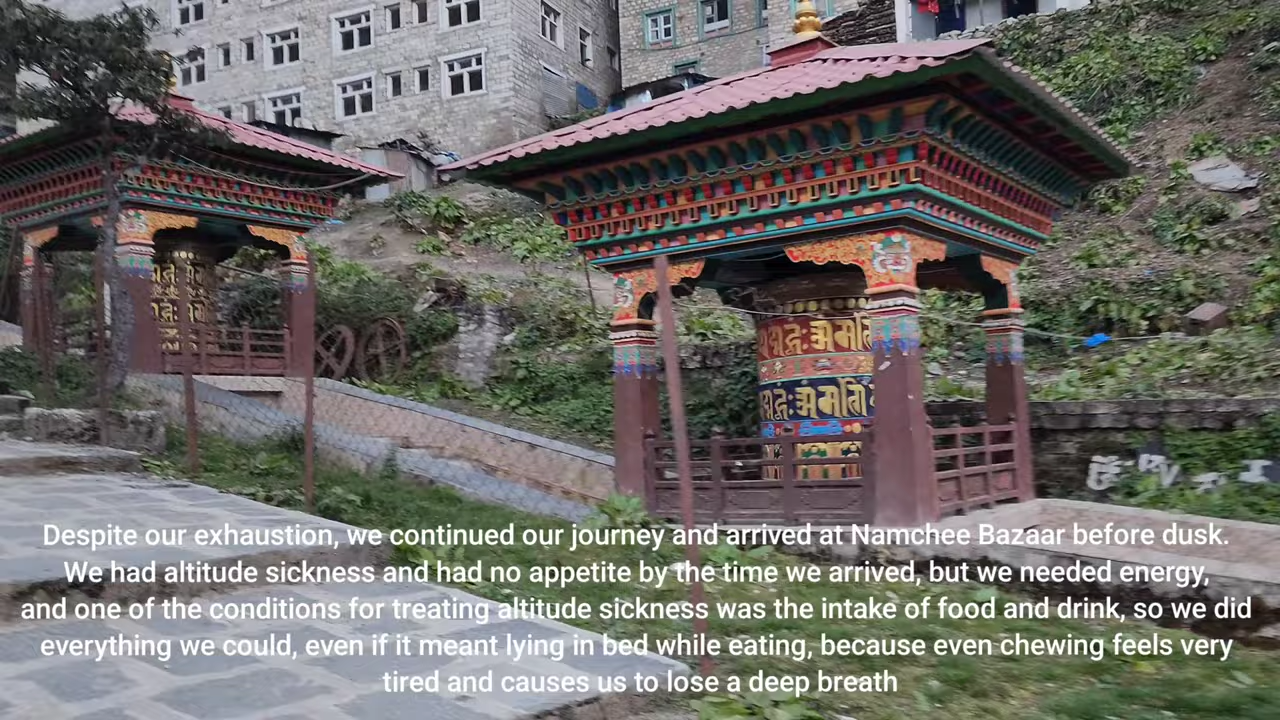 मद्मेहूं:ॐमणि
मेहूं:ॐमणि
Despite our exhaustion, we continued our journey and arrived at Namchee Bazaar before dusk.
We had altitude sickness and had no appetite by the time we arrived, but we needed energy,
and one of the conditions for treating altitude sickness was the intake of food and drink, so we did
everything we could, even if it meant lying in bed while eating, because even chewing feels very
tired and causes us to lose a deep breath